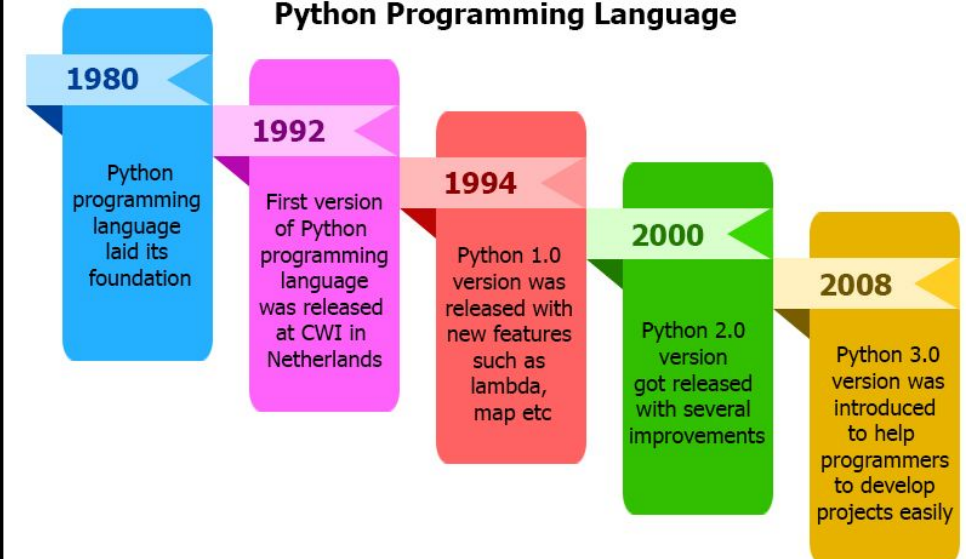 Python Programming Language
1980
Python
programming
language
laid its
foundation
1992
First version
of Python
programming
language
was released
at CWI in
Netherlands
1994
Python 1.0
version was
released with
new features
such as
lambda,
map etc
2000
Python 2.0
version
got released
with several
improvements
2008
Python 3.0
version was
introduced
to help
programmers
to develop
projects easily